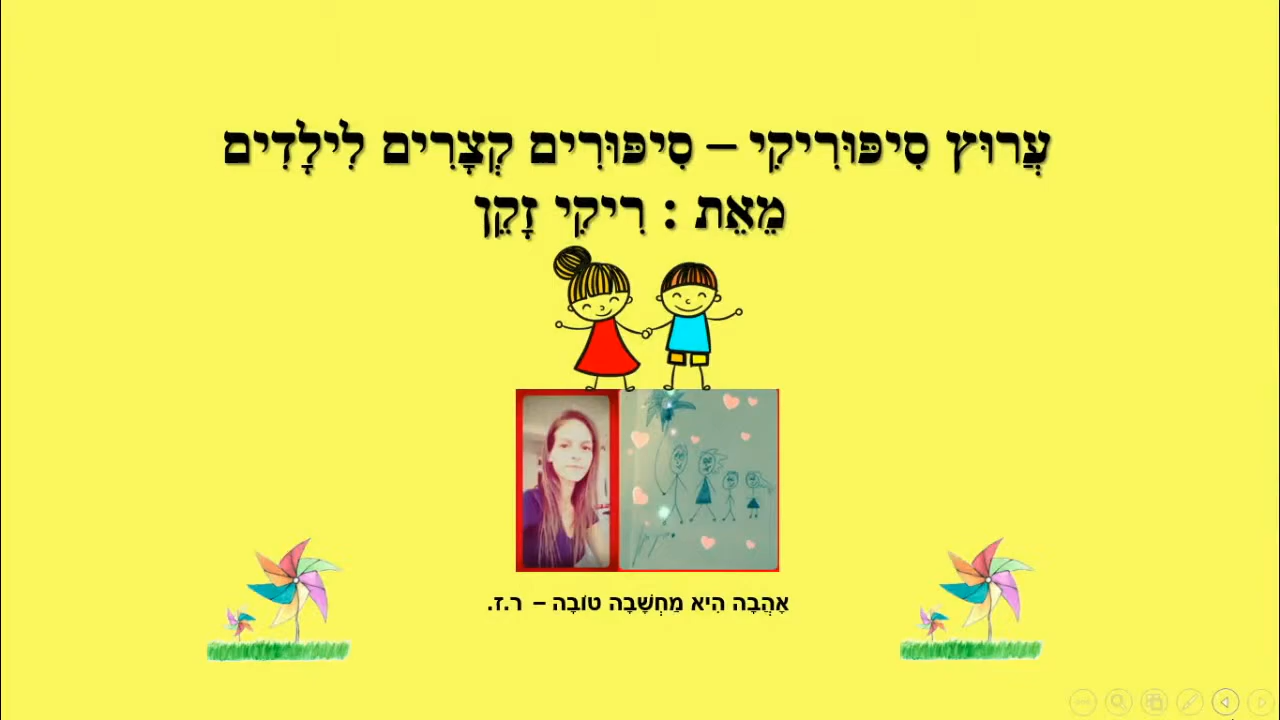 עֲרוּץ סִיפּוּרִיקִי – סִיפּוּרִים קְצָרִים לִילָדִים
מֵאֵת : רִיקִי זָקֵן
אַהֲבָה הִיא מַחְשָׁבָה טוֹבָה – ר.ז.